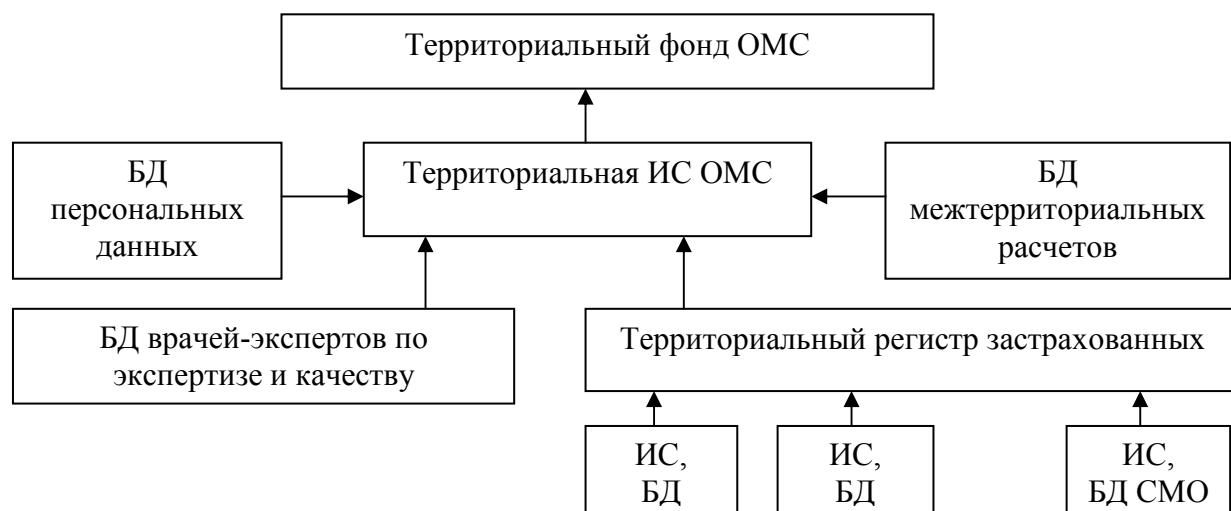 Территориальный фонд ОМС
БД
персональных
данных
Территориальная ИС ОМС
БД
межтерриториальных
расчетов
БД врачей-экспертов по
экспертизе и качеству
Территориальный регистр застрахованных
ИС,
БД
ИС,
БД
ИС,
БД СМО